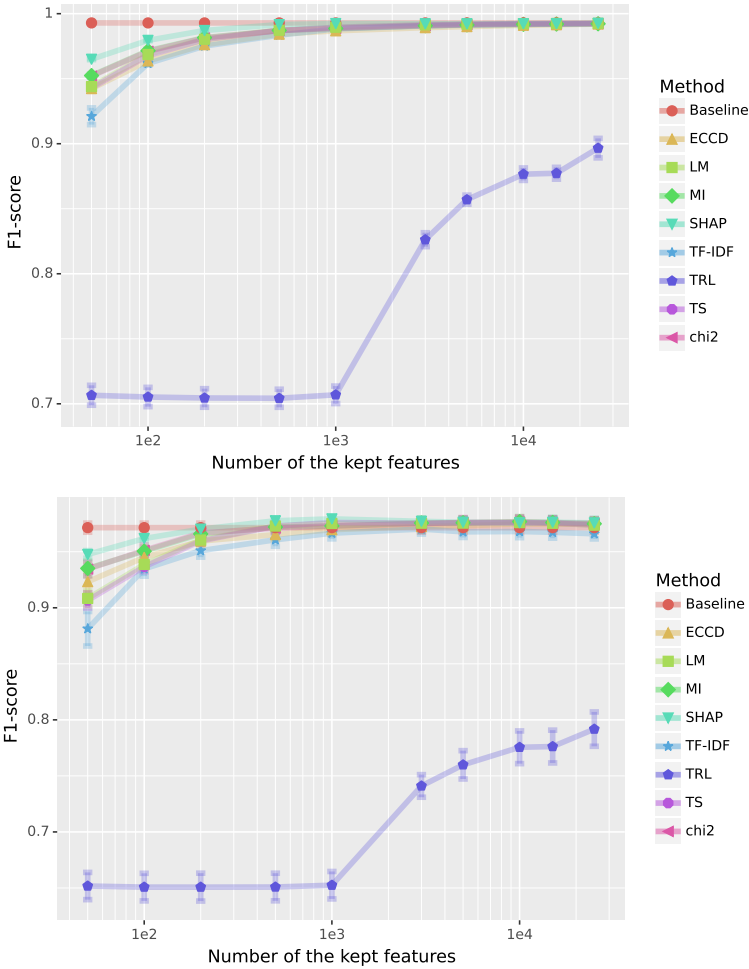 1
0.9
0.8
0.7
F1-score
1e2
1e3
1e4
Number of the kept features
Method
Baseline
ECCD
LM
MI
SHAP
TF-IDF
TRL
TS
chi2
0.9
0.8
0.7
F1-score
1e2
1e3
1e4
Number of the kept features
Method
Baseline
ECCD
LM
MI
SHAP
TF-IDF
TRL
TS
chi2